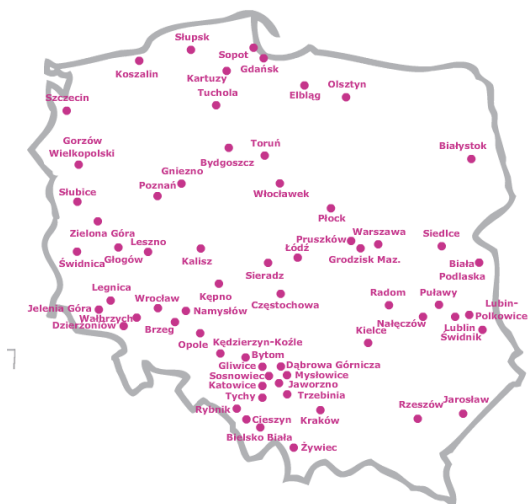 Słupsk
Sopot
Gdańsk
Koszalin
Kartuzy
Tuchola
Elbląg
Olsztyn
Szczecin
Gorzów
Wielkopolski
Bydgoszcz
Toruń
Białystok
Gniezno
Poznań
Słubice
Włocławek
Płock
Zielona Góra
Leszno
Głogów
Świdnica
Kalisz
Łódź
Pruszków
Warszawa
Grodzisk Maz.
Siedlce
Biała
Podlaska
Sieradz
Kępno
Częstochowa
Legnica
Jelenia Góra
Wałbrzych
Dzierżoniów
Wrocław
Namysłów
Brzeg
Opole
Radom
Puławy
Nałęczów
Lubin-
Polkowice
Lublin
Świdnik
Kielce
Kędzierzyn-Koźle
Bytom
Gliwice
Dąbrowa Górnicza
Sosnowiec
Mysłowice
Katowice
Jaworzno
Tychy
Trzebinia
Rybnik
Cieszyn
Bielsko Biała
Kraków
Żywiec
Rzeszów
Jarosław